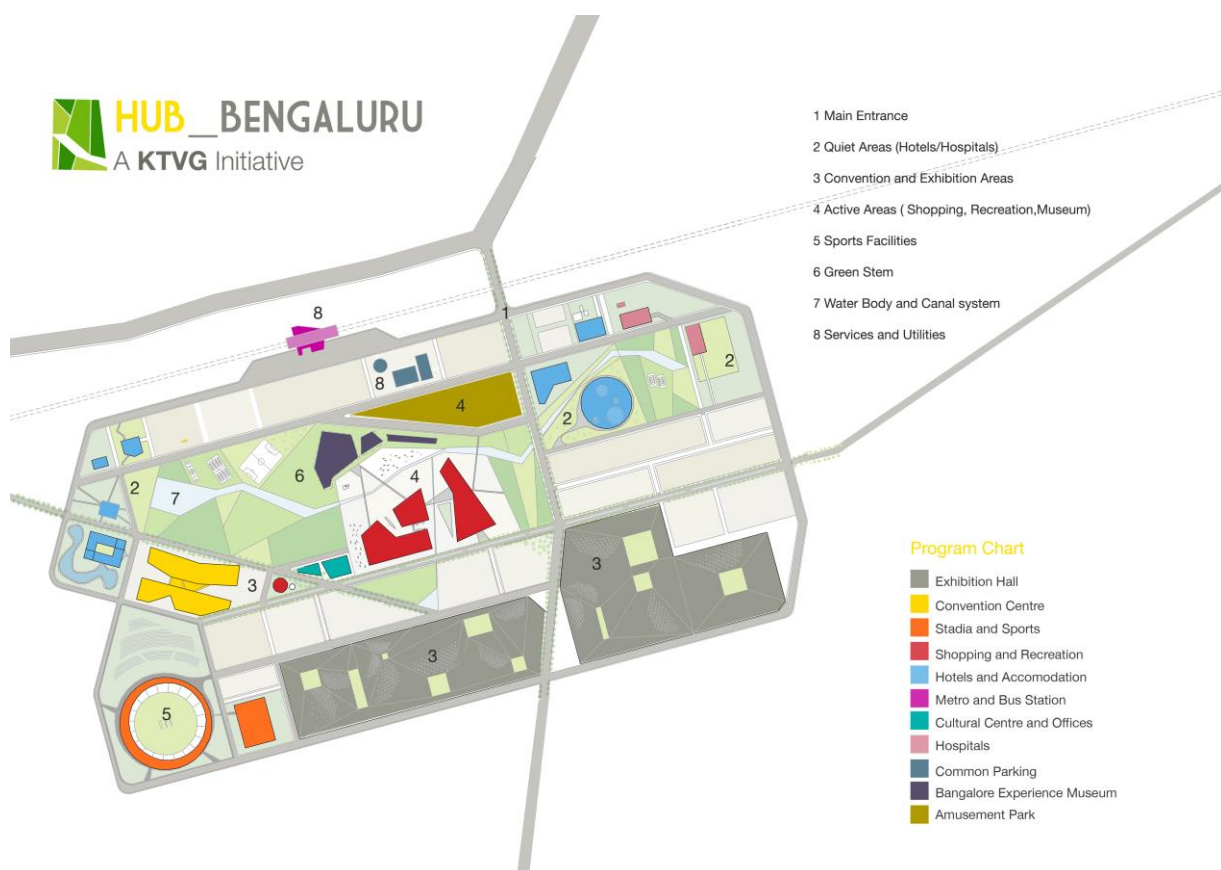 HUB_BENGALURU
A KTVG Initiative
1 Main Entrance
2 Quiet Areas (Hotels/Hospitals)
3 Convention and Exhibition Areas
4 Active Areas ( Shopping, Recreation,Museum)
5 Sports Facilities
6 Green Stem
7 Water Body and Canal system
8 Services and Utilities
8
1
8
2
4
2
6
4
2
7
3
3
3
5
Program Chart
Exhibition Hall
Convention Centre
Stadia and Sports
Shopping and Recreation
Hotels and Accomodation
Metro and Bus Station
Cultural Centre and Offices
Hospitals
Common Parking
Bangalore Experience Museum
Amusement Park